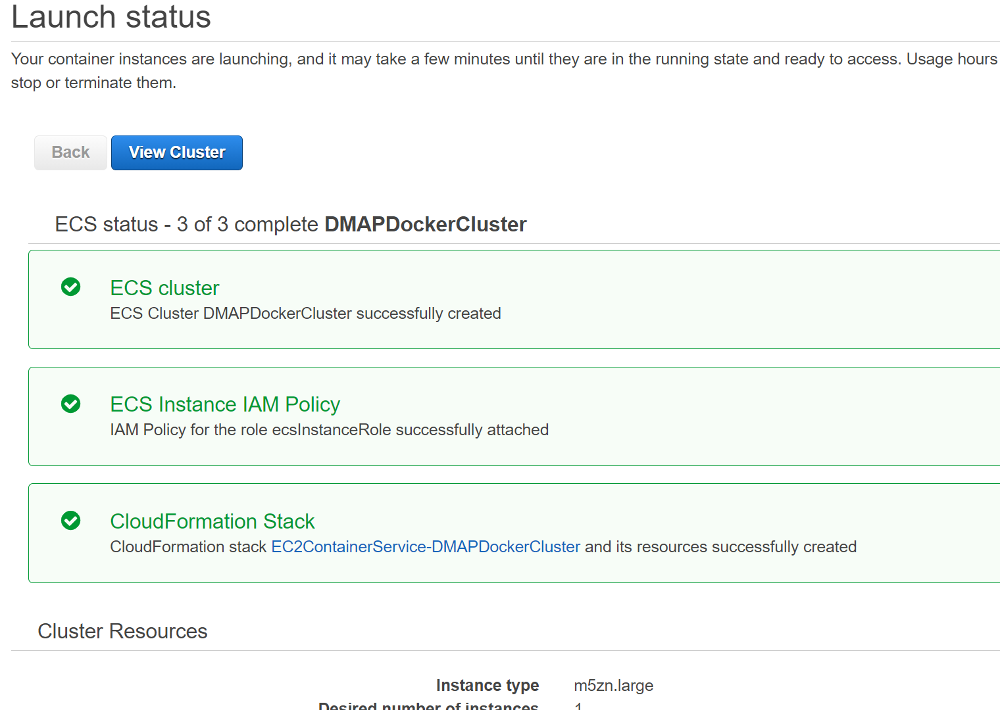 Launch status
Your container instances are launching, and it may take a few minutes until they are in the running state and ready to access. Usage hours
stop or terminate them.
Back
View Cluster
ECS status - 3 of 3 complete DMAPDockerCluster
ECS cluster
ECS Cluster DMAPDockerCluster successfully created
ECS Instance IAM Policy
IAM Policy for the role ecsInstanceRole successfully attached
CloudFormation Stack
CloudFormation stack EC2ContainerService-DMAPDockerCluster and its resources successfully created
Cluster Resources
Instance type m5zn.large
Desired number of instances 1